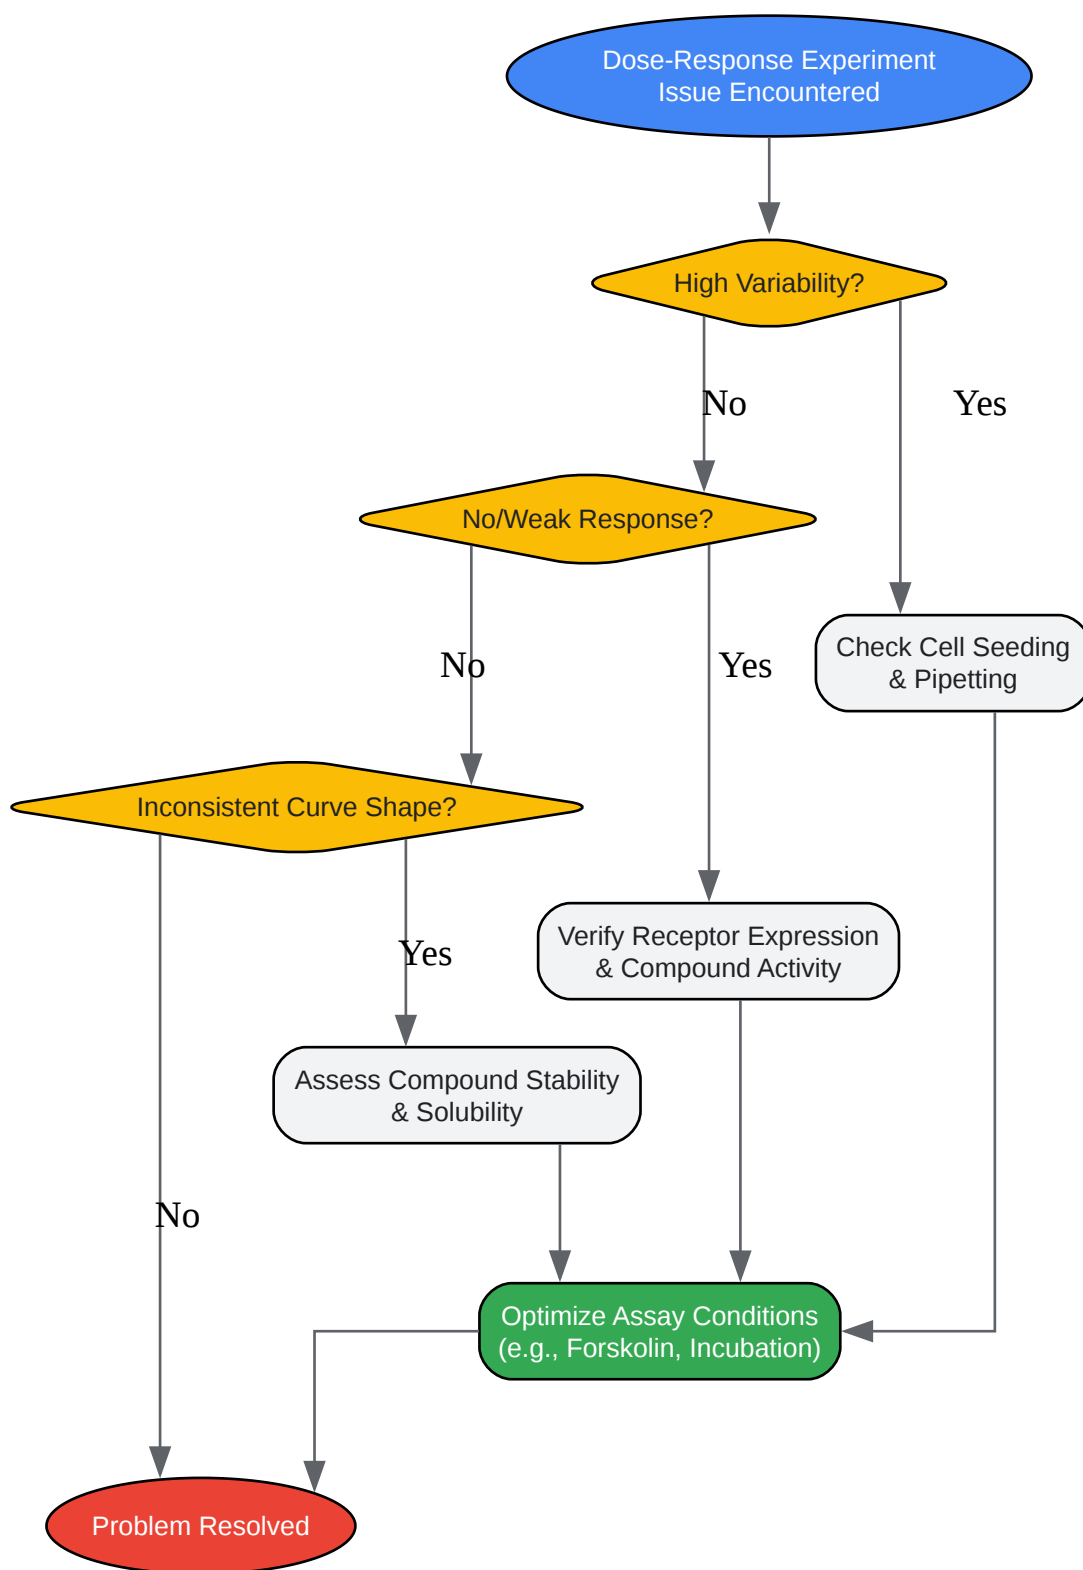 Dose-Response Experiment
Issue Encountered
High Variability?
No
Yes
No/Weak Response?
No
Yes
Check Cell Seeding
& Pipetting
Inconsistent Curve Shape?
Yes
Verify Receptor Expression
& Compound Activity
Assess Compound Stability
& Solubility
No
Optimize Assay Conditions
(e.g., Forskolin, Incubation)
Problem Resolved